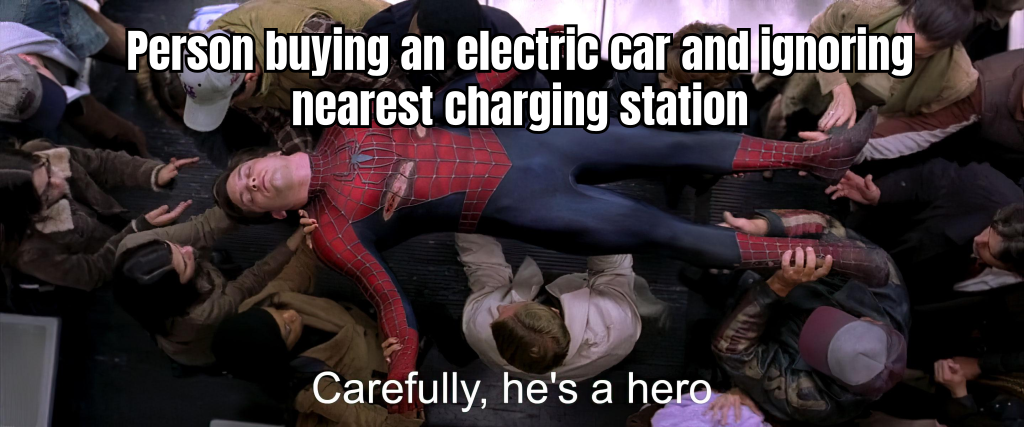 Person buying an electric car and ignoring
nearest charging station
Carefully, he's a hero